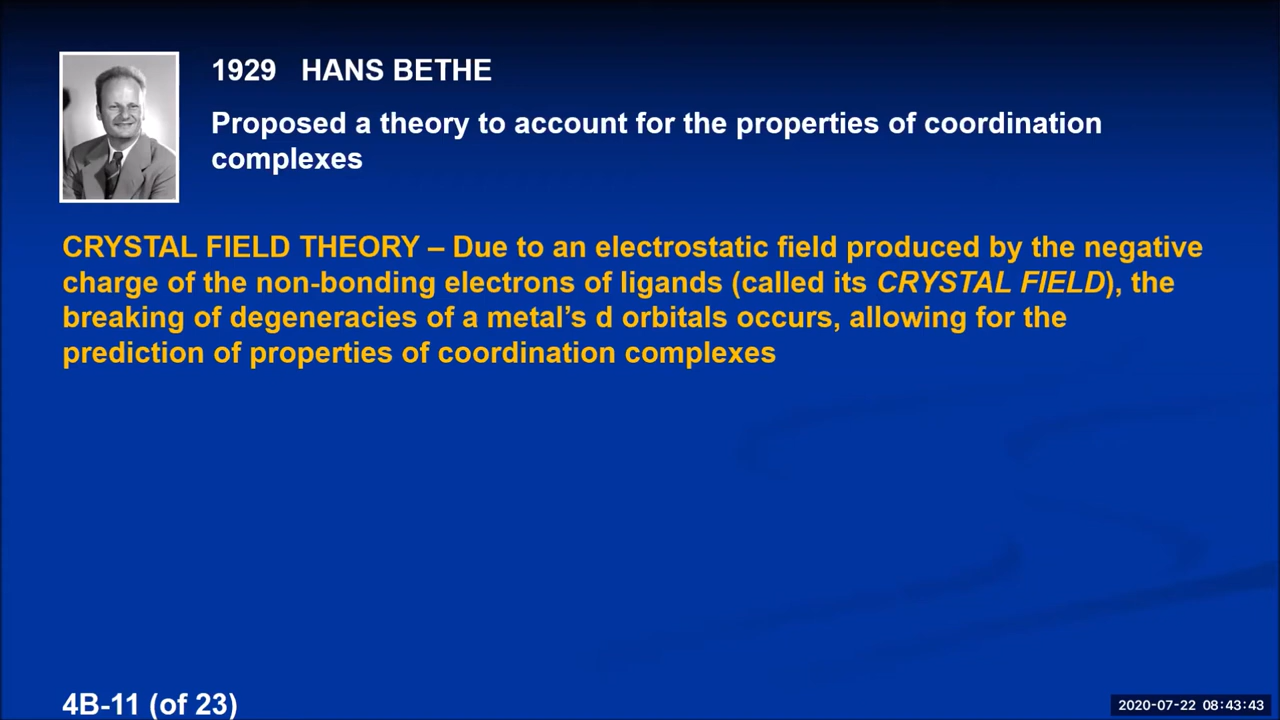 1929 HANS BETHE
Proposed a theory to account for the properties of coordination
complexes
CRYSTAL FIELD THEORY – Due to an electrostatic field produced by the negative
charge of the non-bonding electrons of ligands (called its CRYSTAL FIELD), the
breaking of degeneracies of a metal’s d orbitals occurs, allowing for the
prediction of properties of coordination complexes
4B-11 (of 23)
2020-07-22 08:43:43